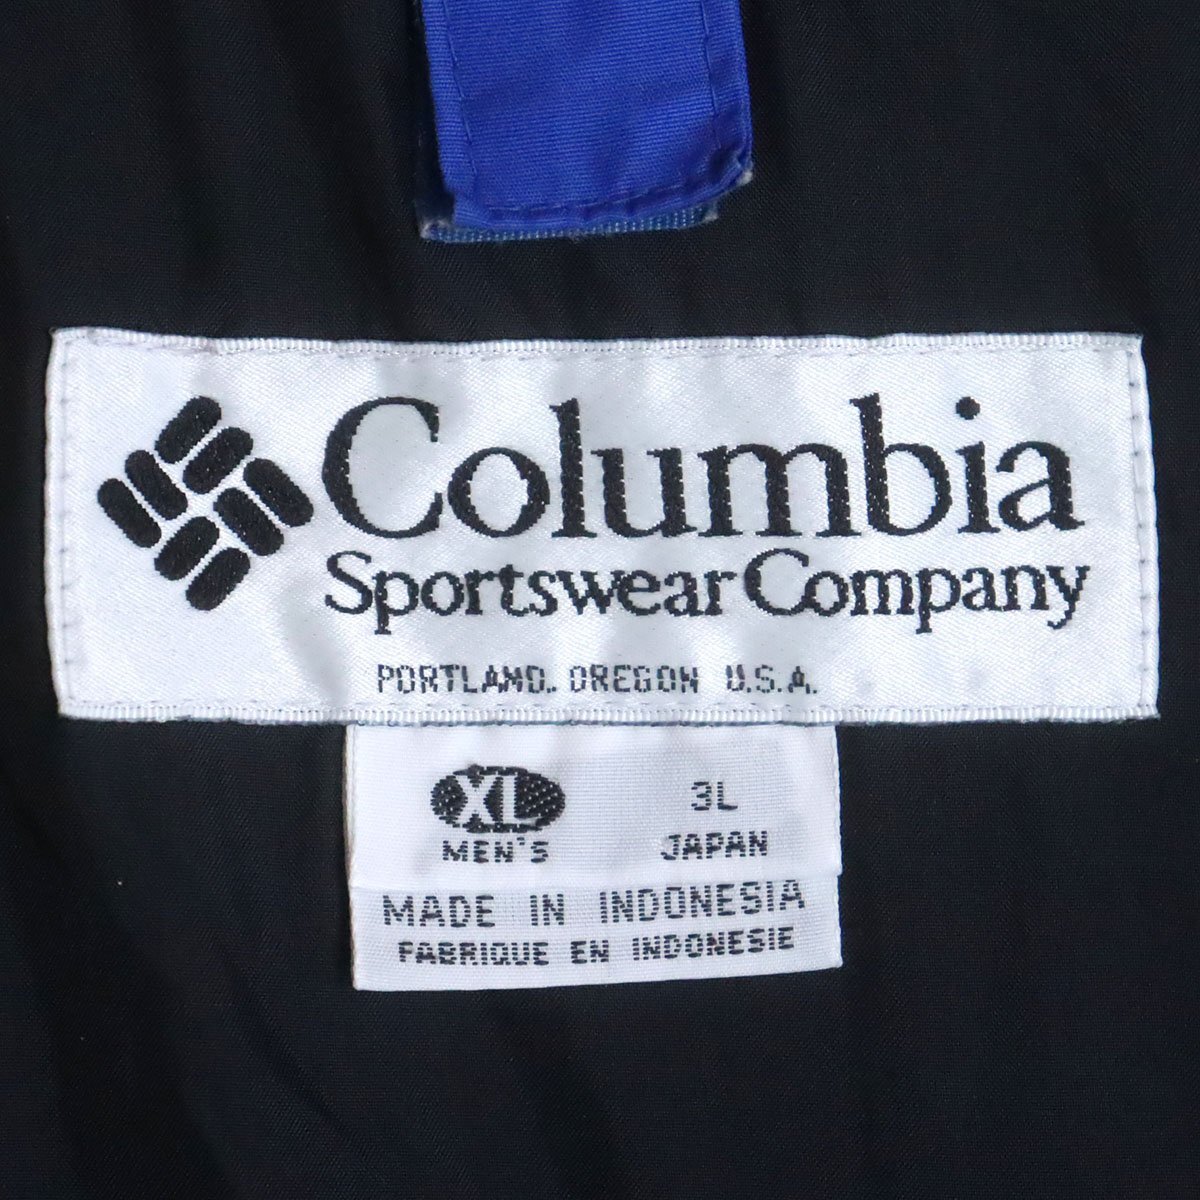 Columbia
Sportswear Company
PORTLAND. OREGON U.S.A.
XL 3L
MEN'S JAPAN
MADE IN INDONESIA
FABRIQUE EN INDONESIE